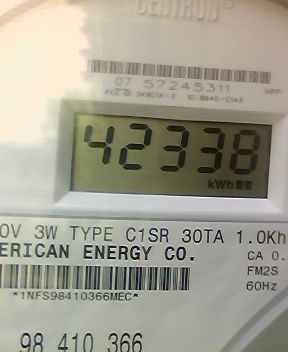 CENTRON
07 57245311
42338
kWh
0V 3W TYPE C1SR 30TA 1.0Kh
ERICAN ENERGY CO.
CA 0.
FM2S
60Hz
*1NFS98410366MEC*
98 410 366